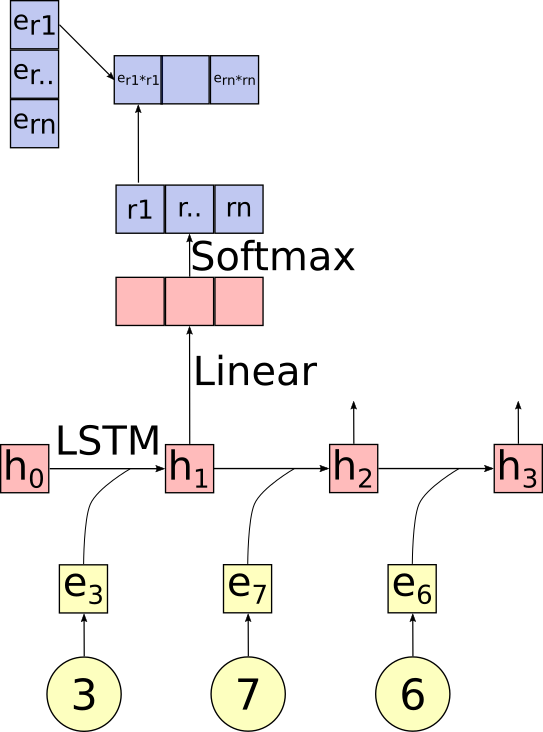 er1
er..
ern
er1*r1
ern*rn
r1 r.. rn
Softmax
Linear
LSTM
h0 h1 h2 h3
e3 e7 e6
3 7 6